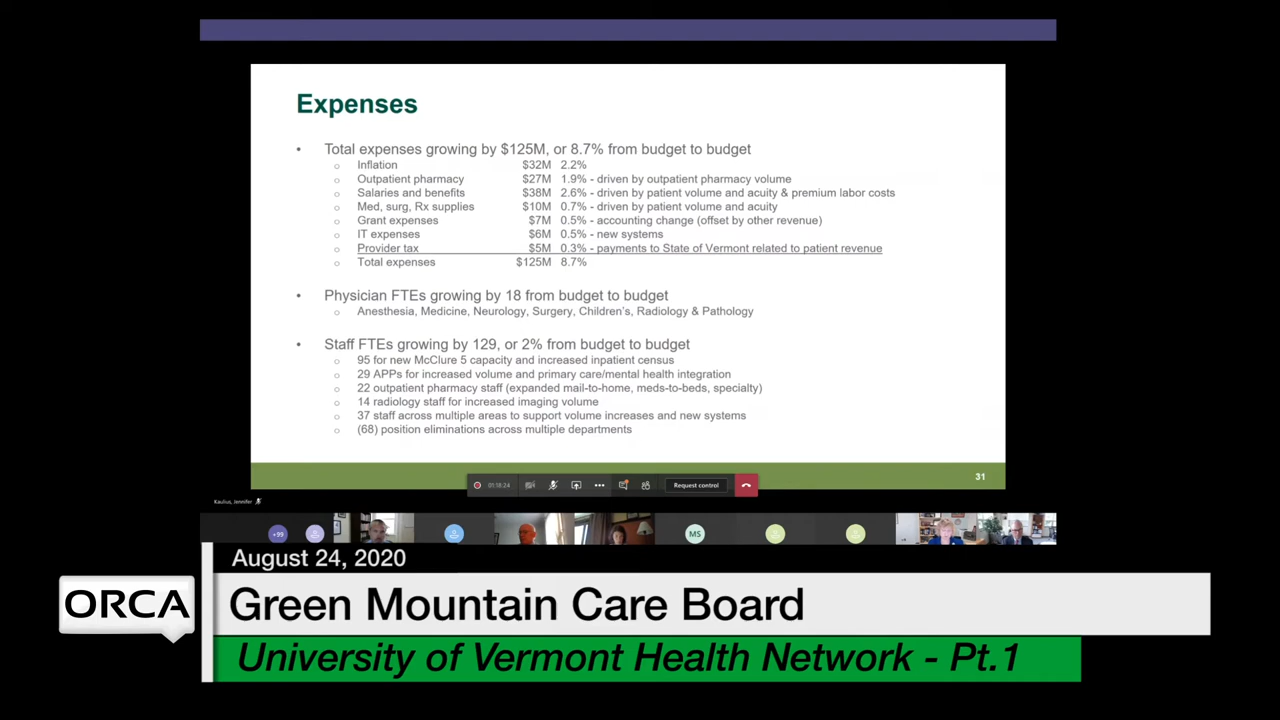 Expenses
• Total expenses growing by $125M, or 8.7% from budget to budget
o Inflation $32M 2.2%
o Outpatient pharmacy $27M 1.9% - driven by outpatient pharmacy volume
o Salaries and benefits $38M 2.6% - driven by patient volume and acuity & premium labor costs
o Med, surg, Rx supplies $10M 0.7% - driven by patient volume and acuity
o Grant expenses $7M 0.5% - accounting change (offset by other revenue)
o IT expenses $6M 0.5% - new systems
o Provider tax $5M 0.3% - payments to State of Vermont related to patient revenue
o Total expenses $125M 8.7%
• Physician FTEs growing by 18 from budget to budget
o Anesthesia, Medicine, Neurology, Surgery, Children's, Radiology & Pathology
• Staff FTEs growing by 129, or 2% from budget to budget
o 95 for new McClure 5 capacity and increased inpatient census
o 29 APPs for increased volume and primary care/mental health integration
o 22 outpatient pharmacy staff (expanded mail-to-home, meds-to-beds, specialty)
o 14 radiology staff for increased imaging volume
o 37 staff across multiple areas to support volume increases and new systems
o (68) position eliminations across multiple departments
31
01:18:24 Request control
Kaulius, Jennifer
+99 MS
August 24, 2020
ORCA
Green Mountain Care Board
University of Vermont Health Network - Pt.1